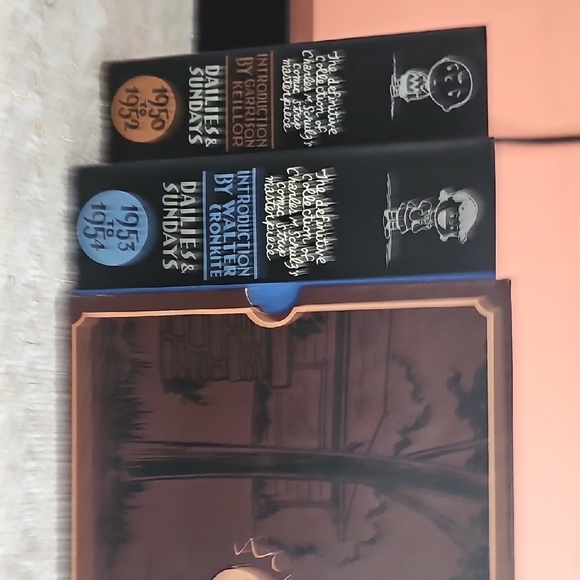 The definitive
collection of
Charles M. Schulz's
comic strip
masterpiece
INTRODUCTION
BY GARRISON
KEILLOR
DAILIES &
SUNDAYS
1950
TO
1952
The definitive
collection of
Charles M. Schulz's
comic strip
masterpiece
INTRODUCTION
BY WALTER
CRONKITE
DAILIES &
SUNDAYS
1953
TO
1954